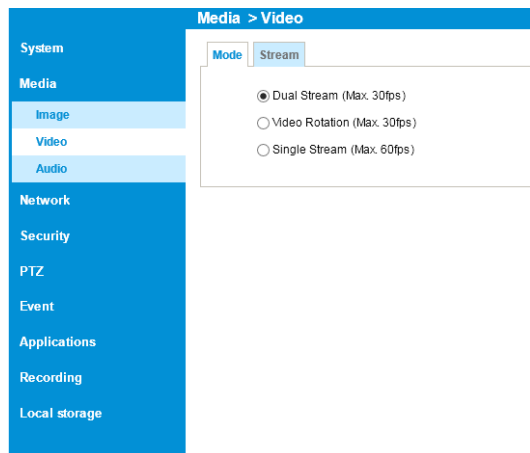 Media > Video
System
Media
Image
Video
Audio
Network
Security
PTZ
Event
Applications
Recording
Local storage
Mode
Stream
Dual Stream (Max. 30fps)
Video Rotation (Max. 30fps)
Single Stream (Max. 60fps)